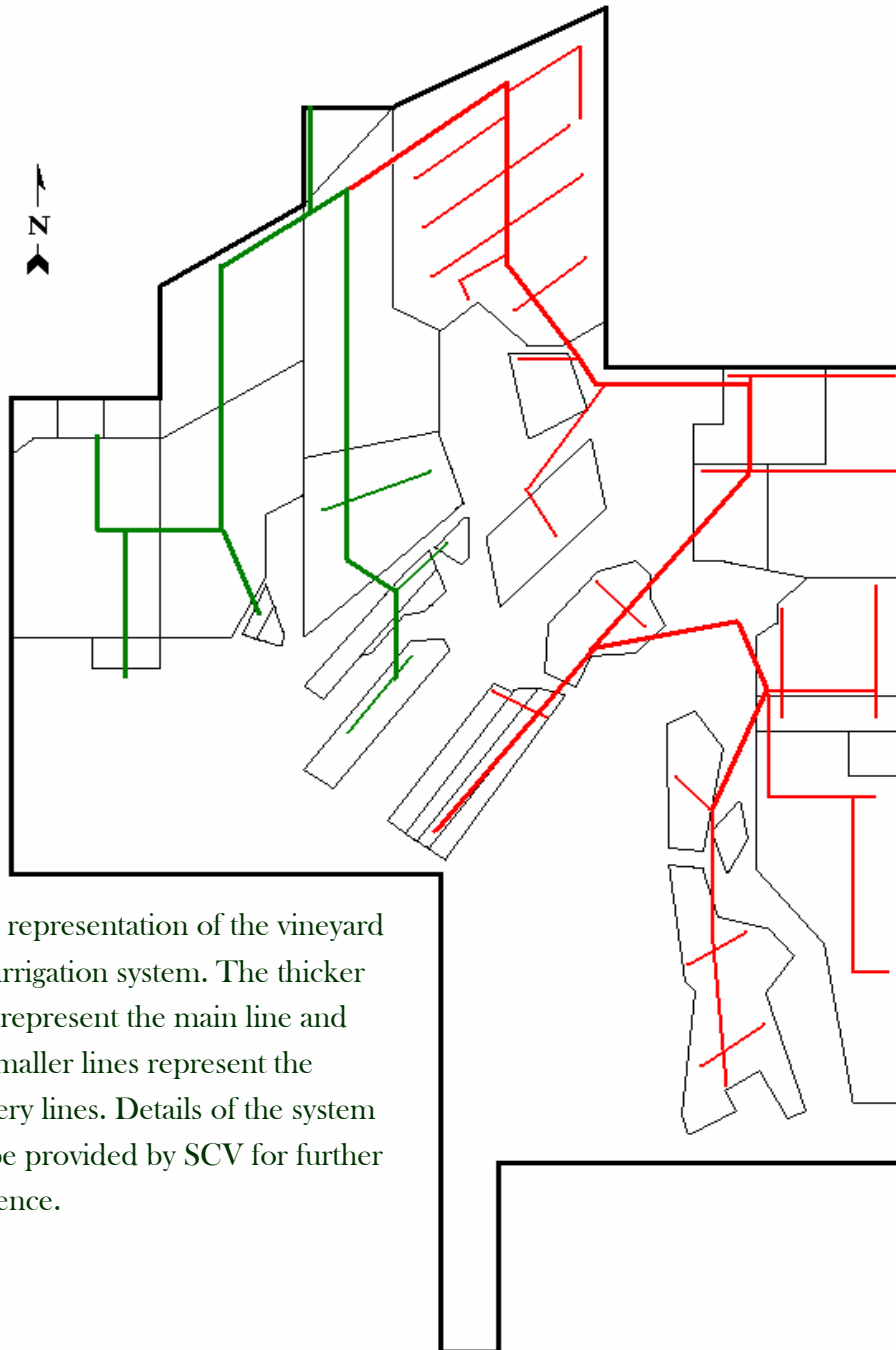 N
representation of the vineyard
irrigation system. The thicker
represent the main line and
smaller lines represent the
ery lines. Details of the system
be provided by SCV for further
ence.